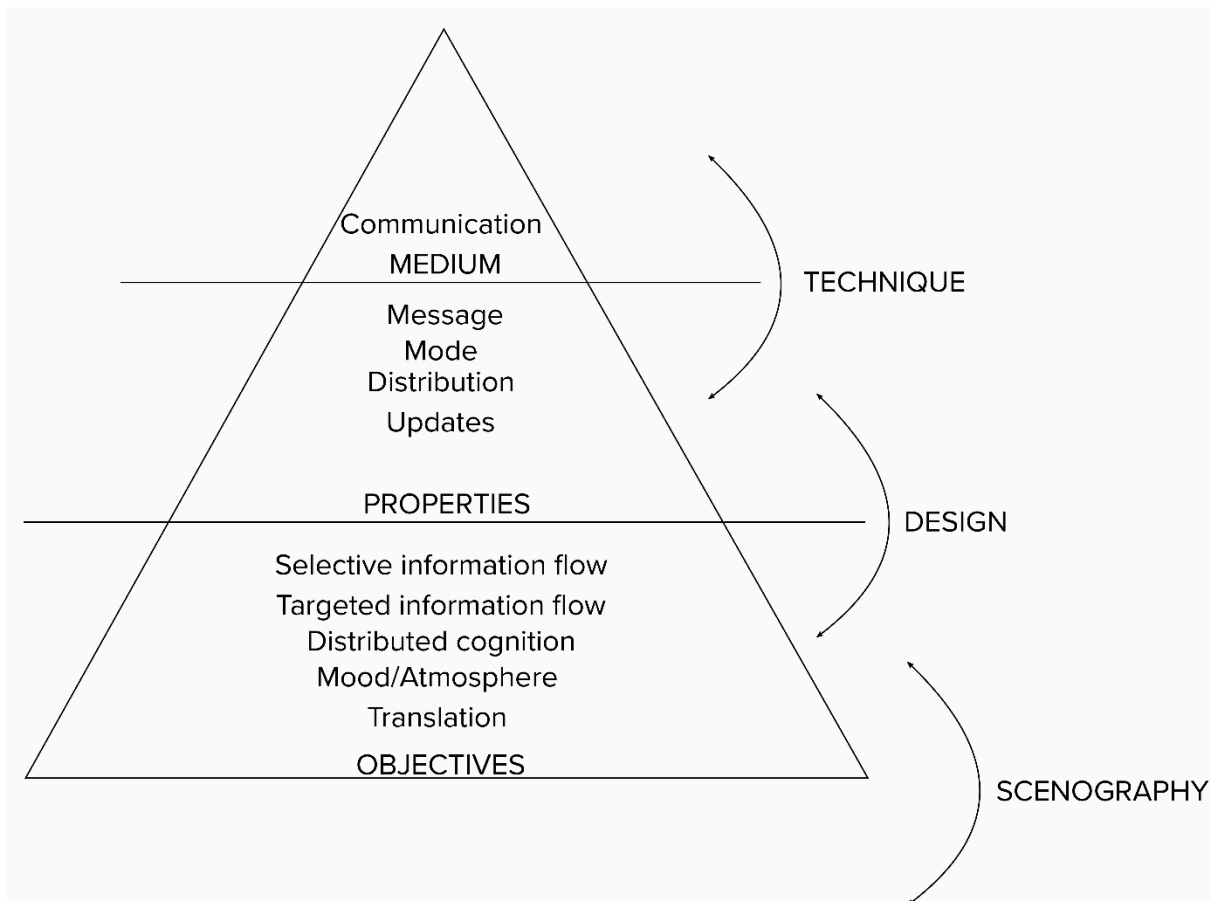 Communication
MEDIUM
TECHNIQUE
Message
Mode
Distribution
Updates
PROPERTIES
DESIGN
Selective information flow
Targeted information flow
Distributed cognition
Mood/Atmosphere
Translation
OBJECTIVES
SCENOGRAPHY